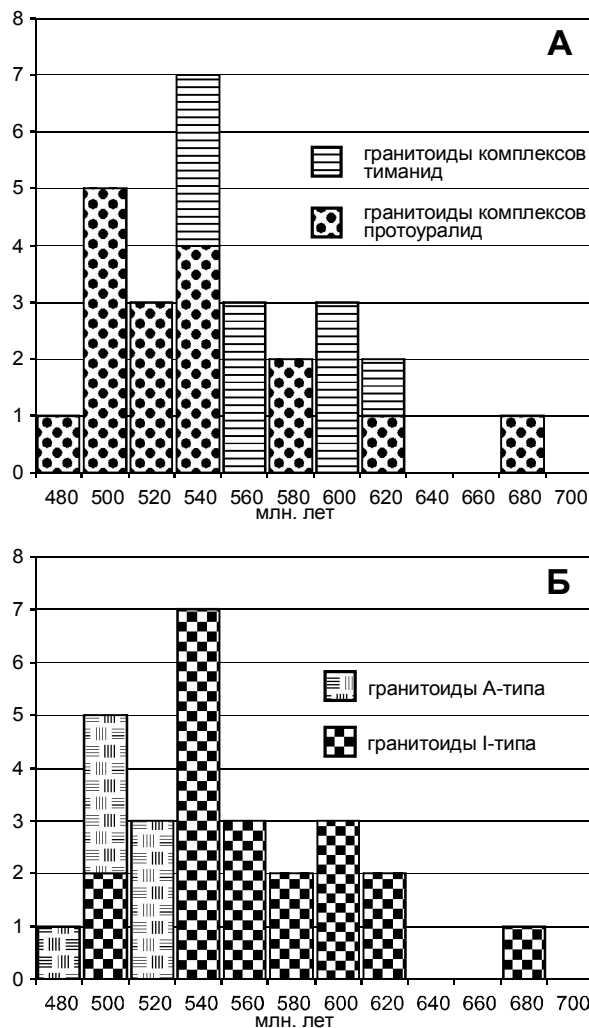 А
8
7
6
5
4
3
2
1
0
гранитоиды комплексов
тиманид
гранитоиды комплексов
протоуралид
480 500 520 540 560 580 600 620 640 660 680 700
млн. лет
Б
8
7
6
5
4
3
2
1
0
гранитоиды А-типа
гранитоиды I-типа
480 500 520 540 560 580 600 620 640 660 680 700
млн. лет